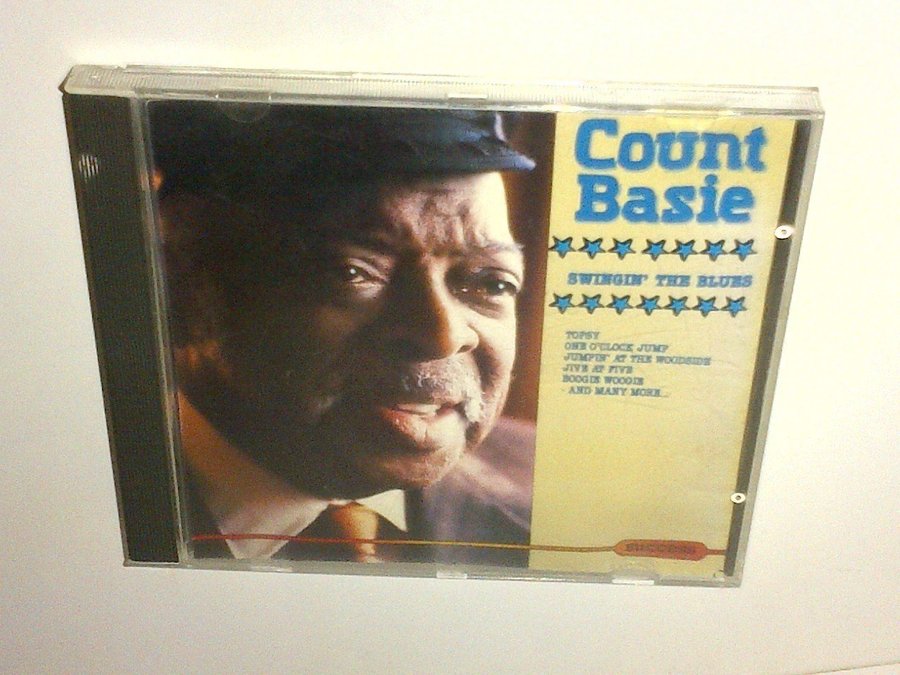 Count
Basie
SWINGIN' THE BLUES
TOPSY
ONE O'CLOCK JUMP
JUMPIN' AT THE WOODSIDE
JIVE AT FIVE
BOOGIE WOOGIE
- AND MANY MORE...
SUCCESS